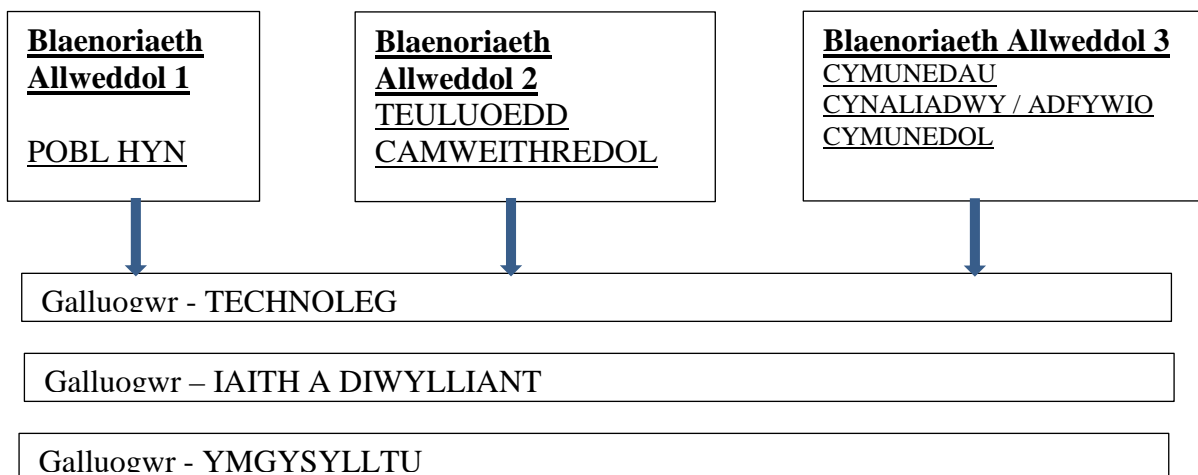 Blaenoriaeth
Allweddol 1
POBL HYN
Blaenoriaeth
Allweddol 2
TEULUOEDD
CAMWEITHREDOL
Blaenoriaeth Allweddol 3
CYMUNEDAU
CYNALIADWY / ADFYWIO
CYMUNEDOL
Galluogwr - TECHNOLEG
Galluogwr – IAITH A DIWYLLIANT
Galluogwr - YMGYSYLLTU